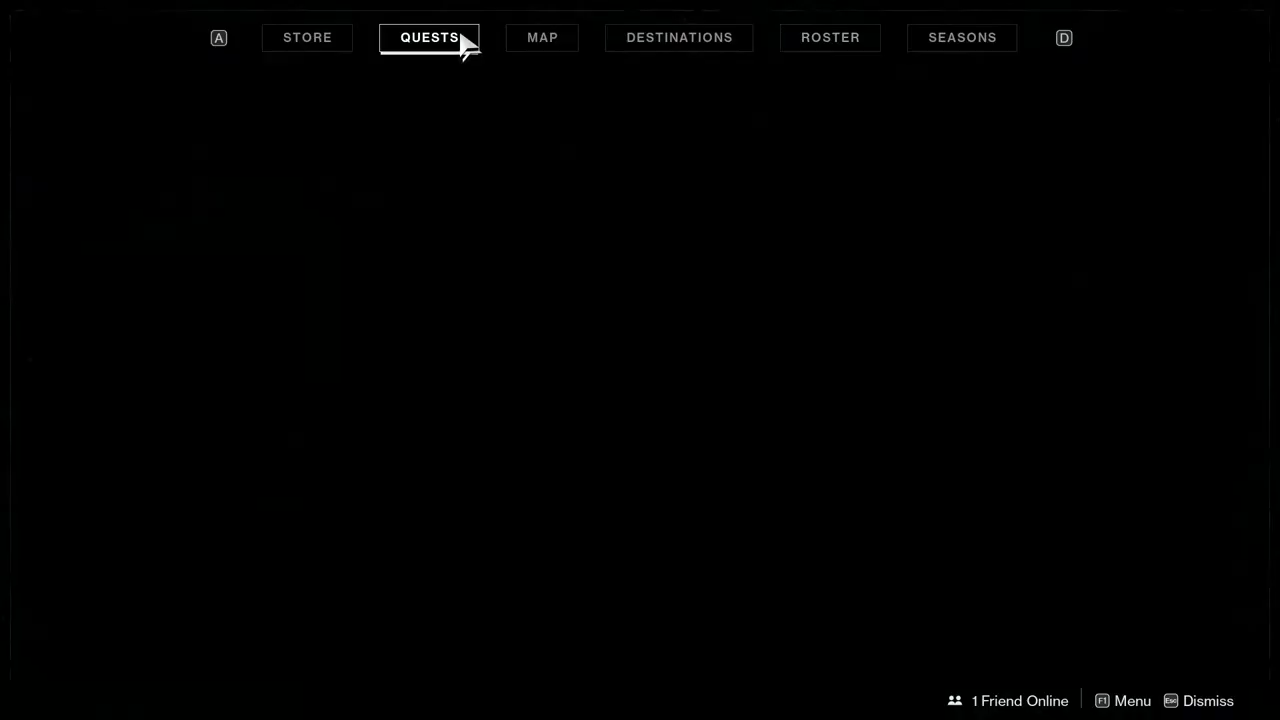 A STORE QUESTS MAP DESTINATIONS ROSTER SEASONS D
1 Friend Online F1 Menu Esc Dismiss